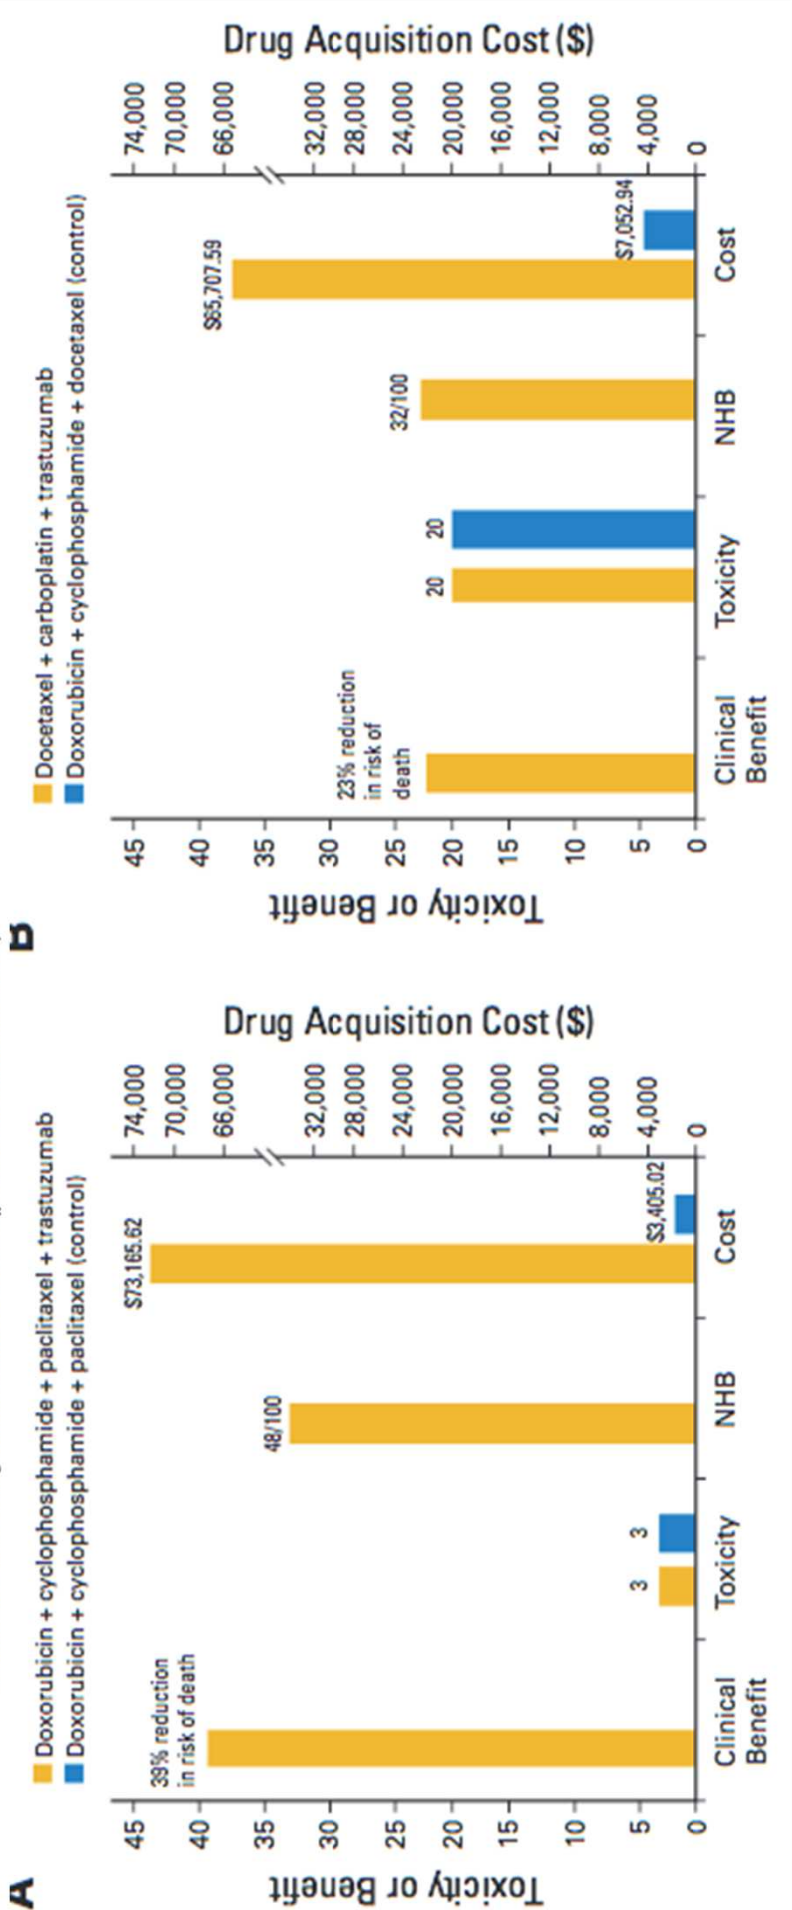 A
Doxorubicin + cyclophosphamide + paclitaxel + trastuzumab
Doxorubicin + cyclophosphamide + paclitaxel (control)
Toxicity or Benefit
45
40
35
30
25
20
15
10
5
0
39% reduction
in risk of death
3
3
48/100
$73,165.62
$3,405.02
Clinical
Benefit
Toxicity
NHB
Cost
74,000
70,000
66,000
32,000
28,000
24,000
20,000
16,000
12,000
8,000
4,000
0
Drug Acquisition Cost ($)
B
Docetaxel + carboplatin + trastuzumab
Doxorubicin + cyclophosphamide + docetaxel (control)
Toxicity or Benefit
45
40
35
30
25
20
15
10
5
0
23% reduction
in risk of
death
20
20
32/100
$65,707.59
$7,052.94
Clinical
Benefit
Toxicity
NHB
Cost
74,000
70,000
66,000
32,000
28,000
24,000
20,000
16,000
12,000
8,000
4,000
0
Drug Acquisition Cost ($)